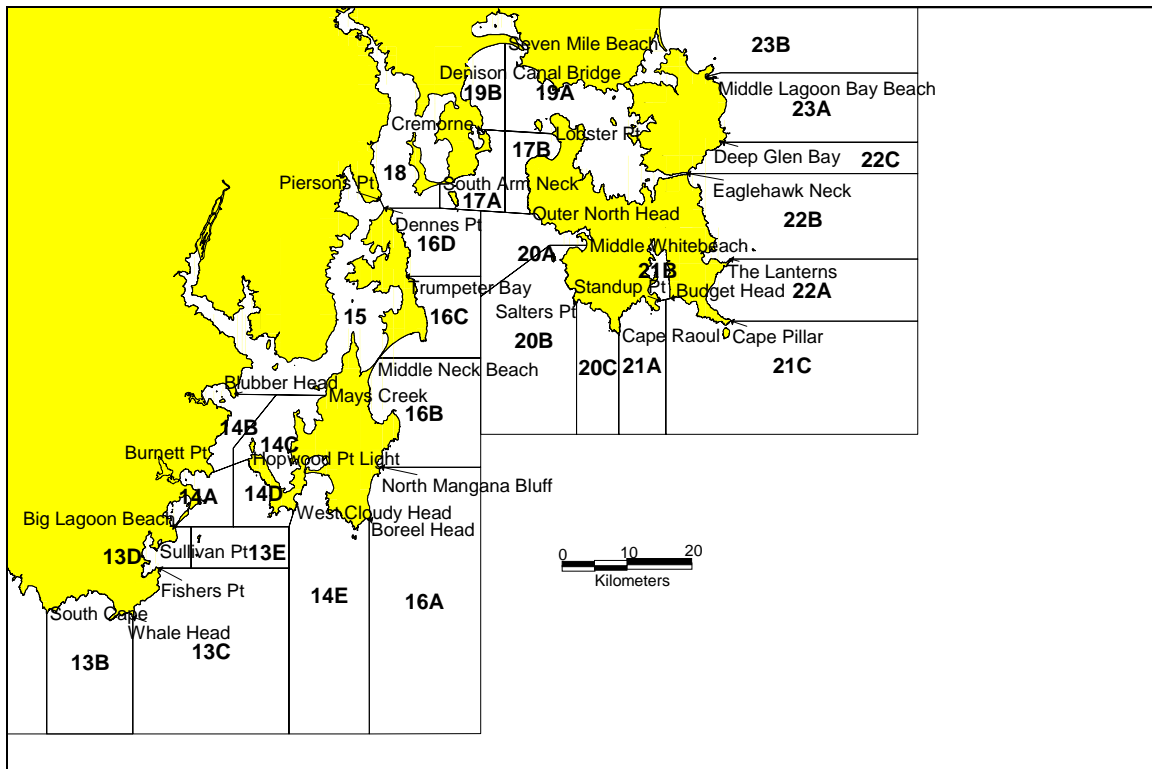 Seven Mile Beach
23B
Denison Canal Bridge
19B
19A
Middle Lagoon Bay Beach
23A
Cremorne
Lobster Pt
17B
Deep Glen Bay
22C
18
Piersons Pt
South Arm Neck
17A
Eaglehawk Neck
Dennes Pt
Outer North Head
22B
16D
20A
Middle Whitebeach
21B
The Lanterns
Trumpeter Bay
Standup Pt
Budget Head
22A
15
16C
Salters Pt
20B
Cape Raoul
Cape Pillar
20C
21A
21C
Middle Neck Beach
Blubber Head
Mays Creek
16B
14B
14C
Burnett Pt
Hopwood Pt Light
North Mangana Bluff
14A
14D
West Cloudy Head
Big Lagoon Beach
Boreel Head
13D
Sullivan Pt
13E
0
10
20
Kilometers
Fishers Pt
14E
16A
South Cape
Whale Head
13B
13C